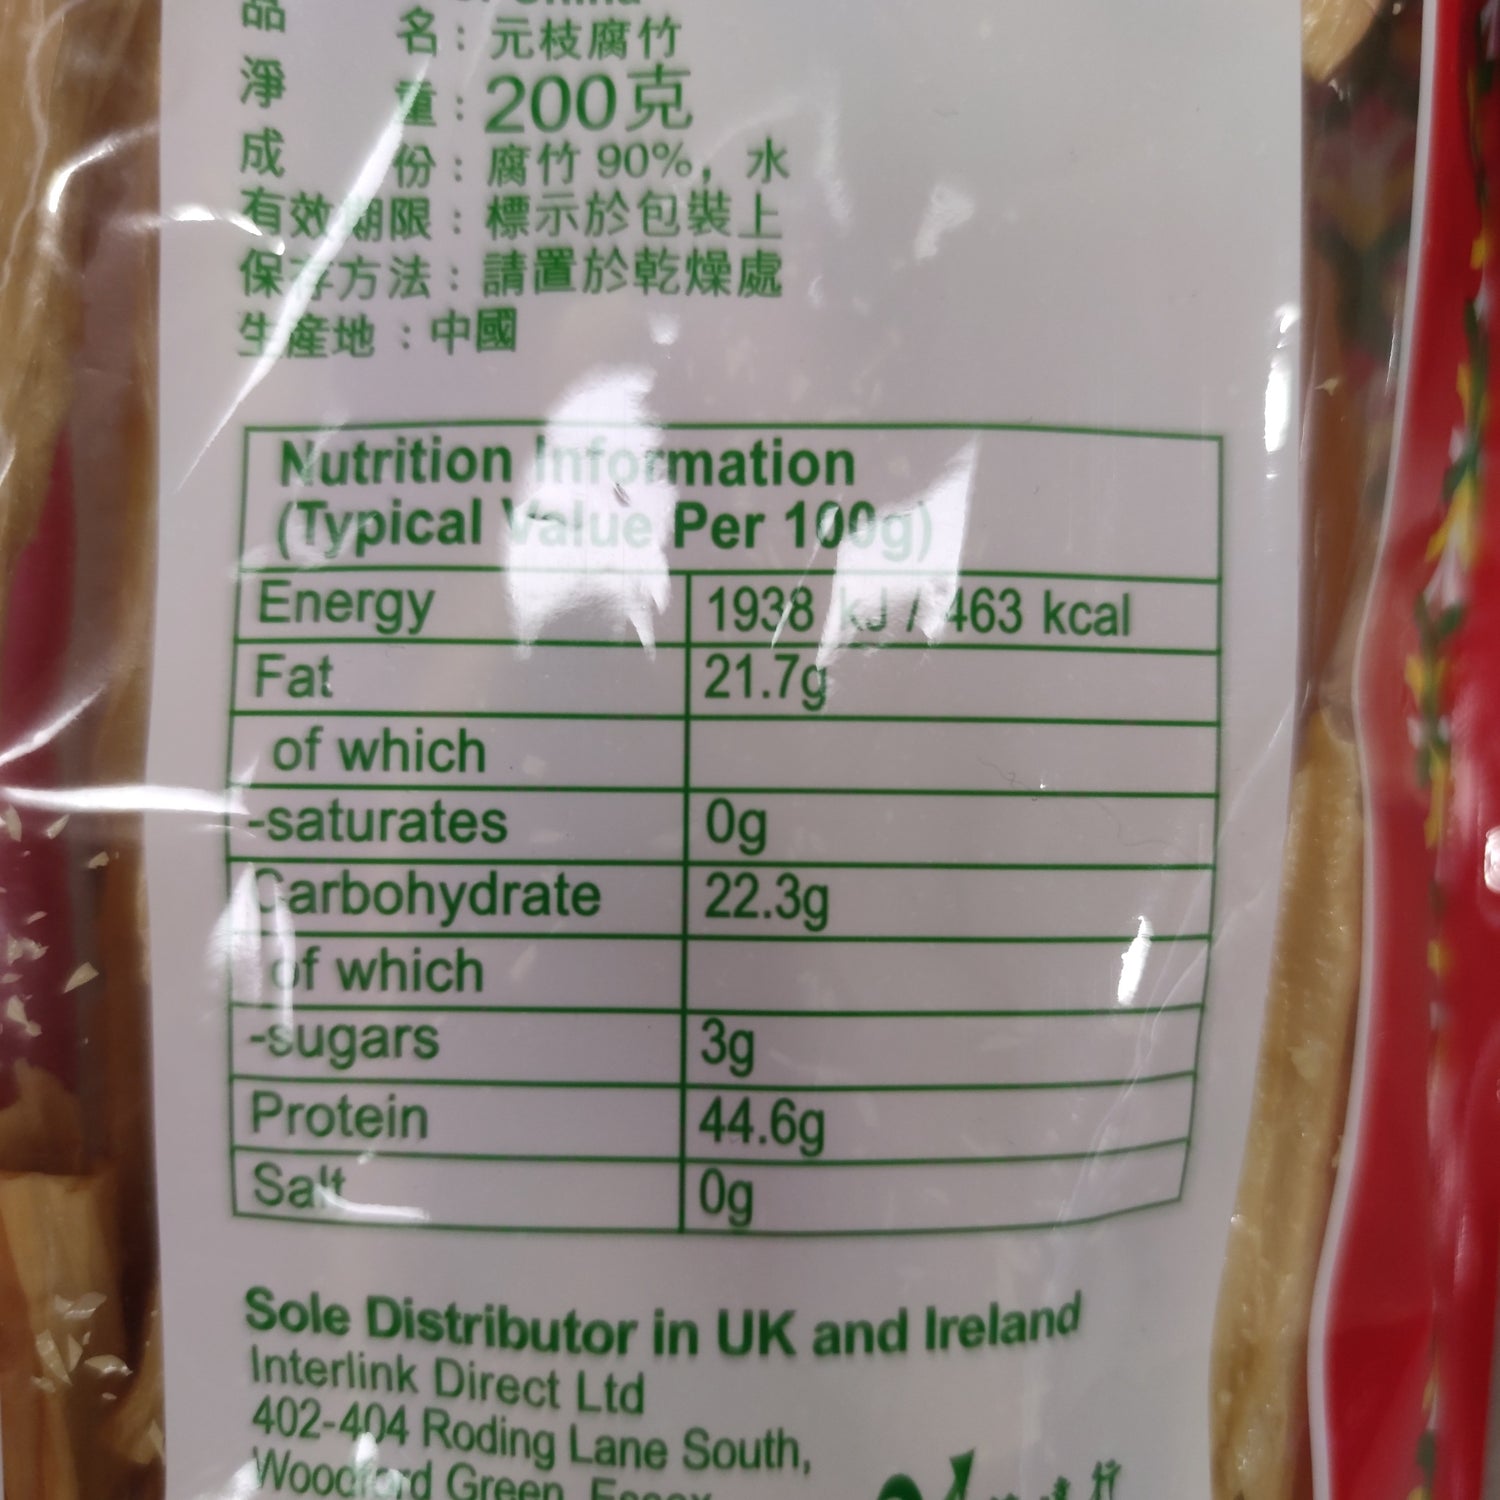 品名：元枝腐竹
淨重：200克
成份：腐竹 90%，水
有效期限：標示於包裝上
保存方法：請置於乾燥處
生產地：中國
Nutrition Information
(Typical Value Per 100g)
Energy 1938 kJ / 463 kcal
Fat 21.7g
of which
-saturates 0g
Carbohydrate 22.3g
of which
-sugars 3g
Protein 44.6g
Salt 0g
Sole Distributor in UK and Ireland
Interlink Direct Ltd
402-404 Roding Lane South,
Woodford Green, Essex